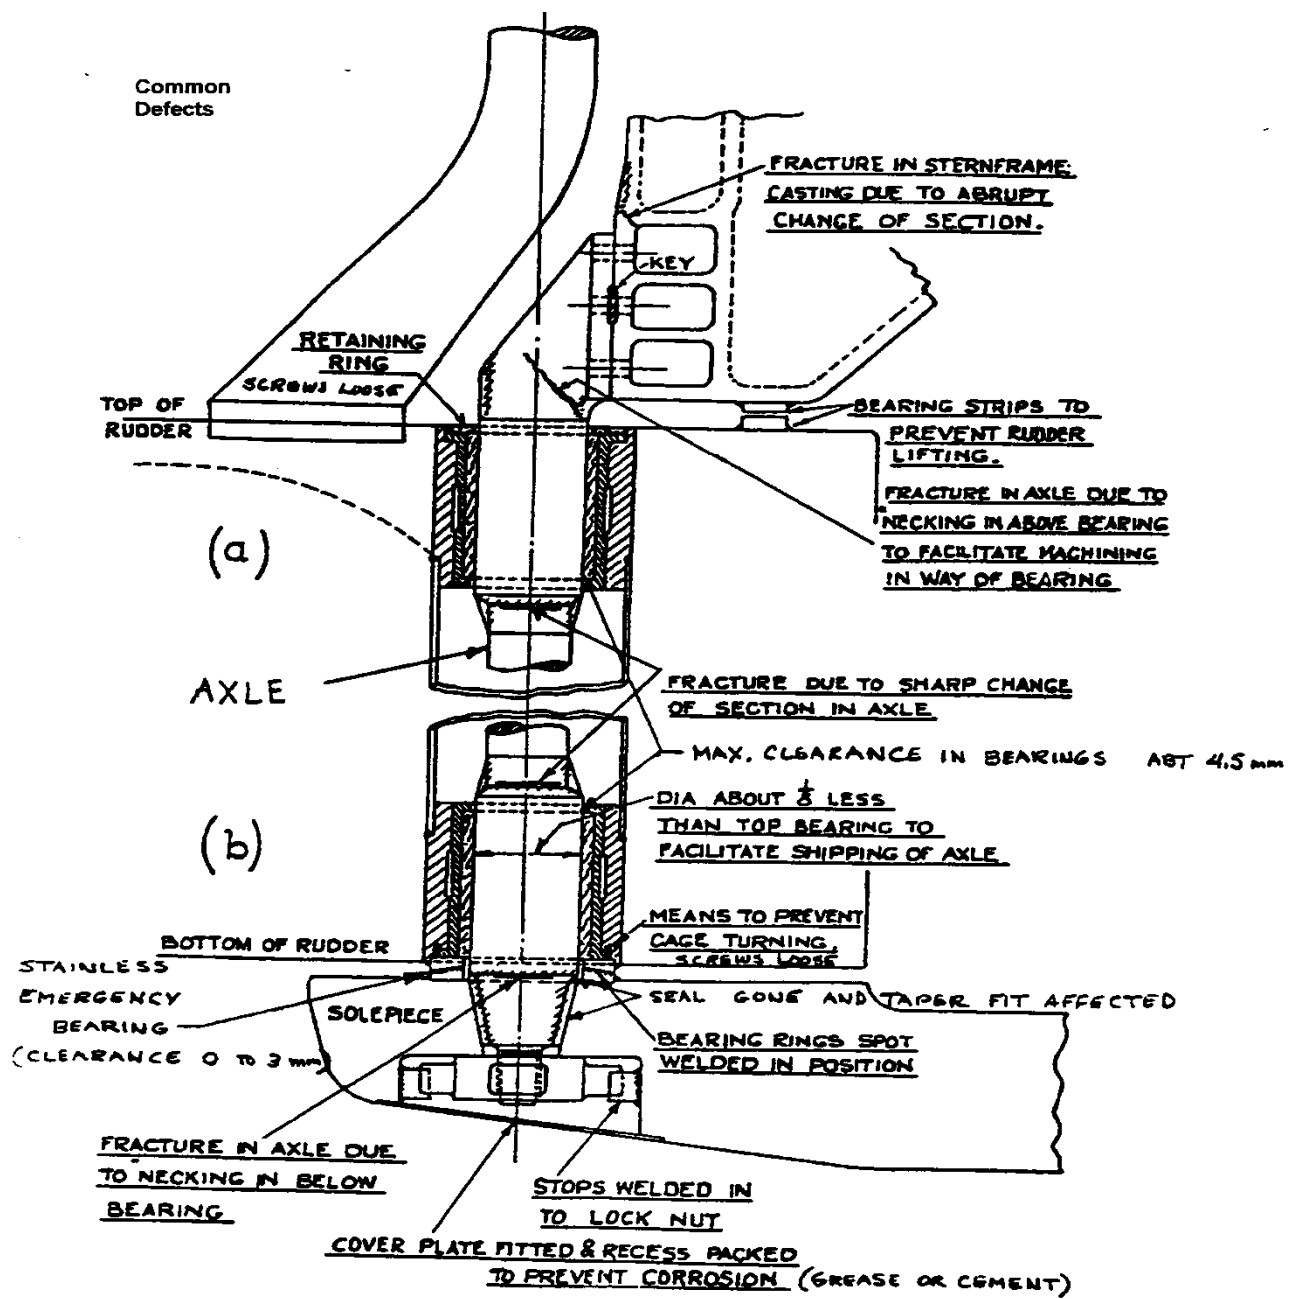 Common
Defects
FRACTURE IN STERNFRAME
CASTING DUE TO ABRUPT
CHANGE OF SECTION.
KEY
RETAINING
RING
SCREWS LOOSE
TOP OF
RUDDER
BEARING STRIPS TO
PREVENT RUDDER
LIFTING.
FRACTURE IN AXLE DUE TO
NECKING IN ABOVE BEARING
TO FACILITATE MACHINING
IN WAY OF BEARING
(a)
AXLE
FRACTURE DUE TO SHARP CHANGE
OF SECTION IN AXLE
MAX. CLEARANCE IN BEARINGS ABT 4.5 mm
DIA ABOUT LESS
THAN TOP BEARING TO
FACILITATE SHIPPING OF AXLE
(b)
MEANS TO PREVENT
CAGE TURNING.
SCREWS LOOSE
BOTTOM OF RUDDER
STAINLESS
EMERGENCY
BEARING
(CLEARANCE 0 TO 3 mm)
SOLEPIECE
SEAL GONE AND TAPER FIT AFFECTED
BEARING RINGS SPOT
WELDED IN POSITION
FRACTURE IN AXLE DUE
TO NECKING IN BELOW
BEARING
STOPS WELDED IN
TO LOCK NUT
COVER PLATE FITTED & RECESS PACKED
TO PREVENT CORROSION (GREASE OR CEMENT)